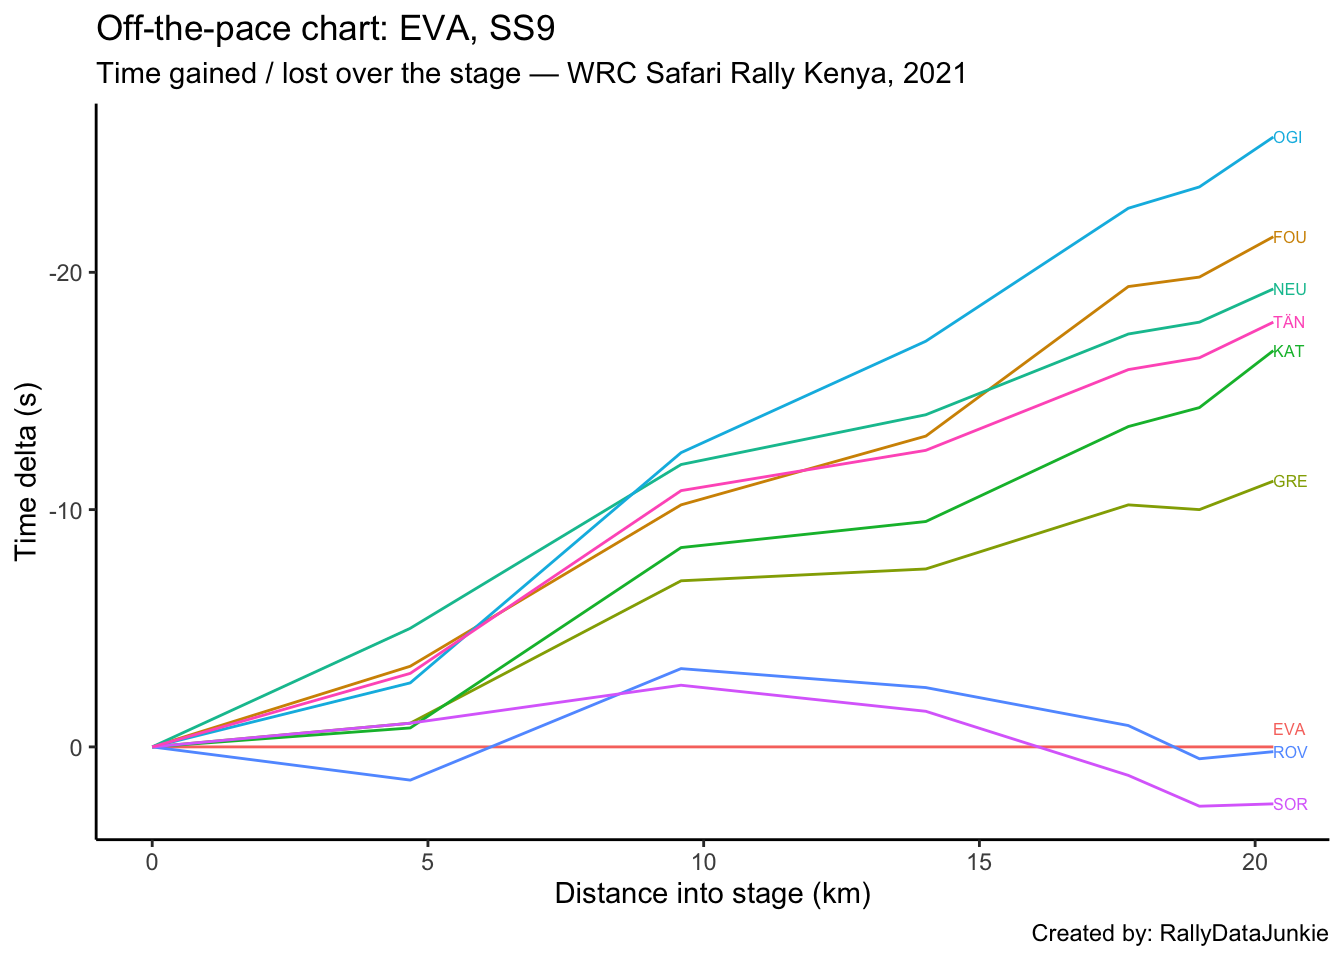 Off-the-pace chart: EVA, SS9
Time gained / lost over the stage — WRC Safari Rally Kenya, 2021
OGI
FOU
-20
NEU
TÄN
KAT
Time delta (s)
GRE
-10
EVA
0
ROV
SOR
0 5 10 15 20
Distance into stage (km)
Created by: RallyDataJunkie